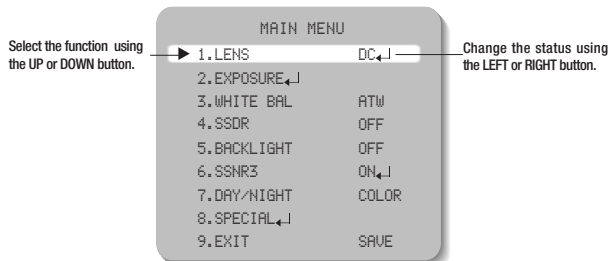 MAIN MENU
Select the function using
the UP or DOWN button.
1.LENS DC↵
Change the status using
the LEFT or RIGHT button.
2.EXPOSURE↵
3.WHITE BAL ATW
4.SSDR OFF
5.BACKLIGHT OFF
6.SSNR3 ON↵
7.DAY/NIGHT COLOR
8.SPECIAL↵
9.EXIT SAVE